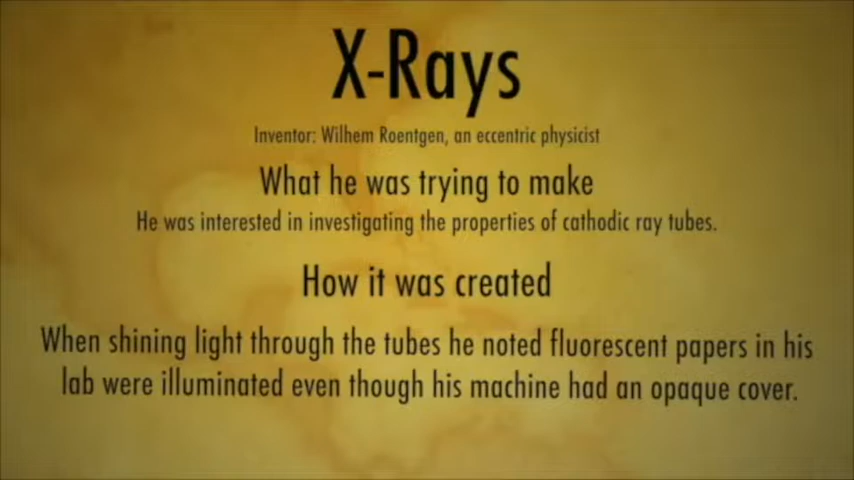 X-Rays
Inventor: Wilhem Roentgen, an eccentric physicist
What he was trying to make
He was interested in investigating the properties of cathodic ray tubes.
How it was created
When shining light through the tubes he noted fluorescent papers in his
lab were illuminated even though his machine had an opaque cover.